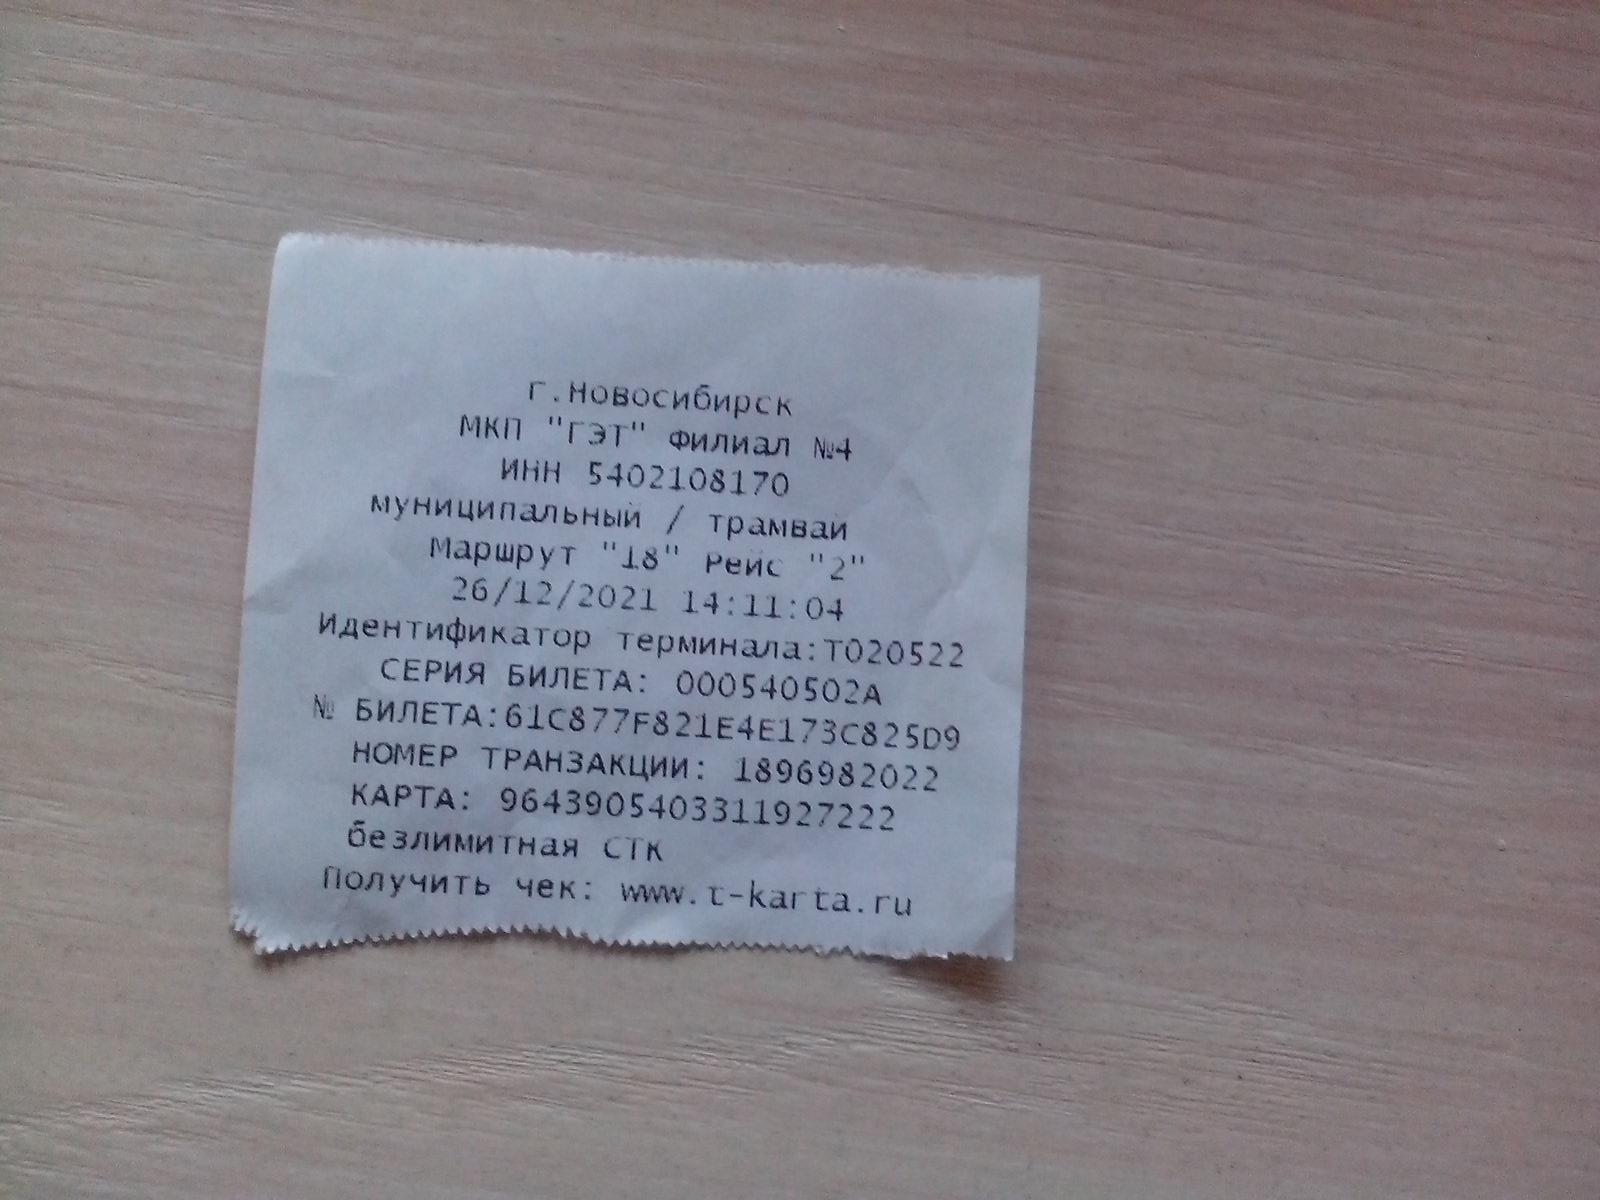 г.Новосибирск
МКП "ГЭТ" Филиал №4
ИНН 5402108170
муниципальный / трамвай
Маршрут "18" Рейс "2"
26/12/2021 14:11:04
Идентификатор терминала:T020522
СЕРИЯ БИЛЕТА: 000540502A
№ БИЛЕТА:61C877F821E4E173C825D9
НОМЕР ТРАНЗАКЦИИ: 1896982022
КАРТА: 9643905403311927222
безлимитная СТК
Получить чек: www.t-karta.ru